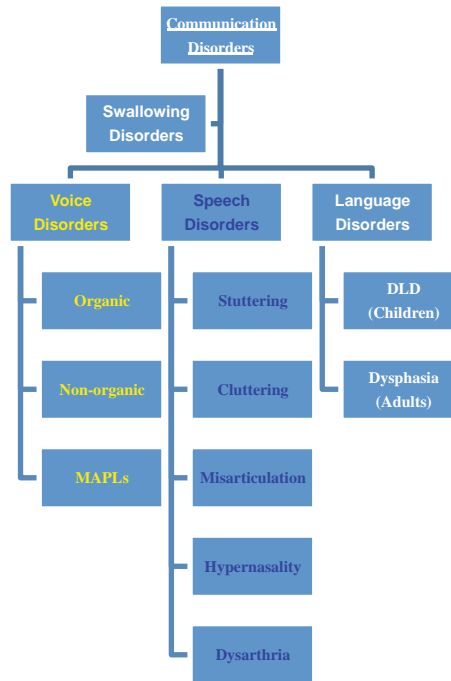 Communication
Disorders
Swallowing
Disorders
Voice
Disorders
Organic
Non-organic
MAPLs
Speech
Disorders
Stuttering
Cluttering
Misarticulation
Hypernasality
Dysarthria
Language
Disorders
DLD
(Children)
Dysphasia
(Adults)